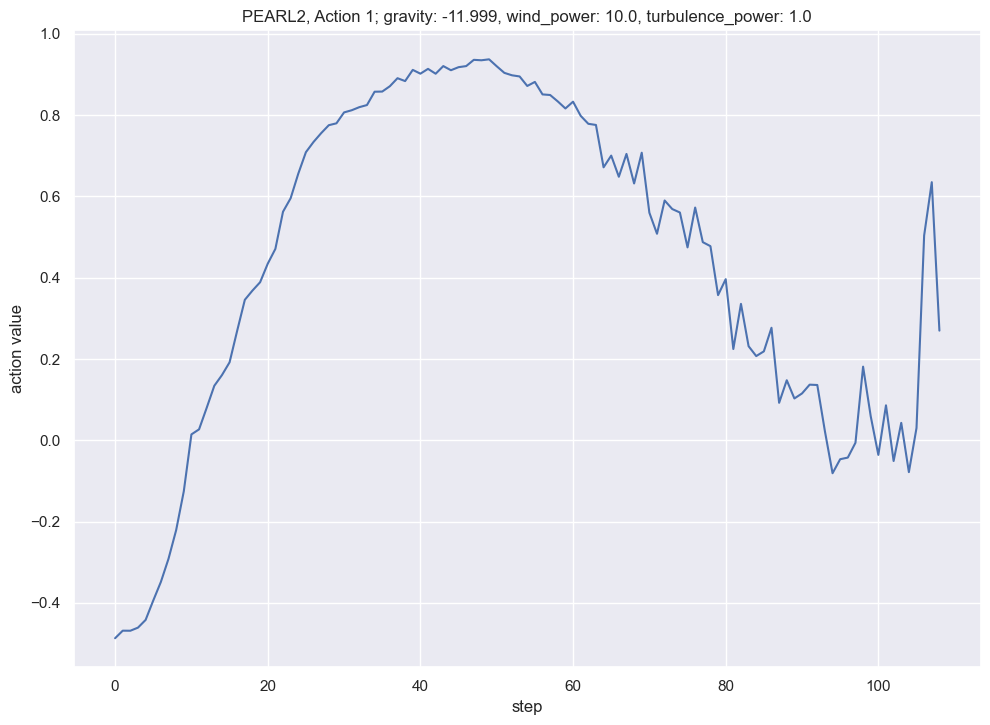 PEARL2, Action 1; gravity: -11.999, wind_power: 10.0, turbulence_power: 1.0
1.0
0.8
0.6
0.4
0.2
0.0
−0.2
−0.4
action value
0 20 40 60 80 100
step